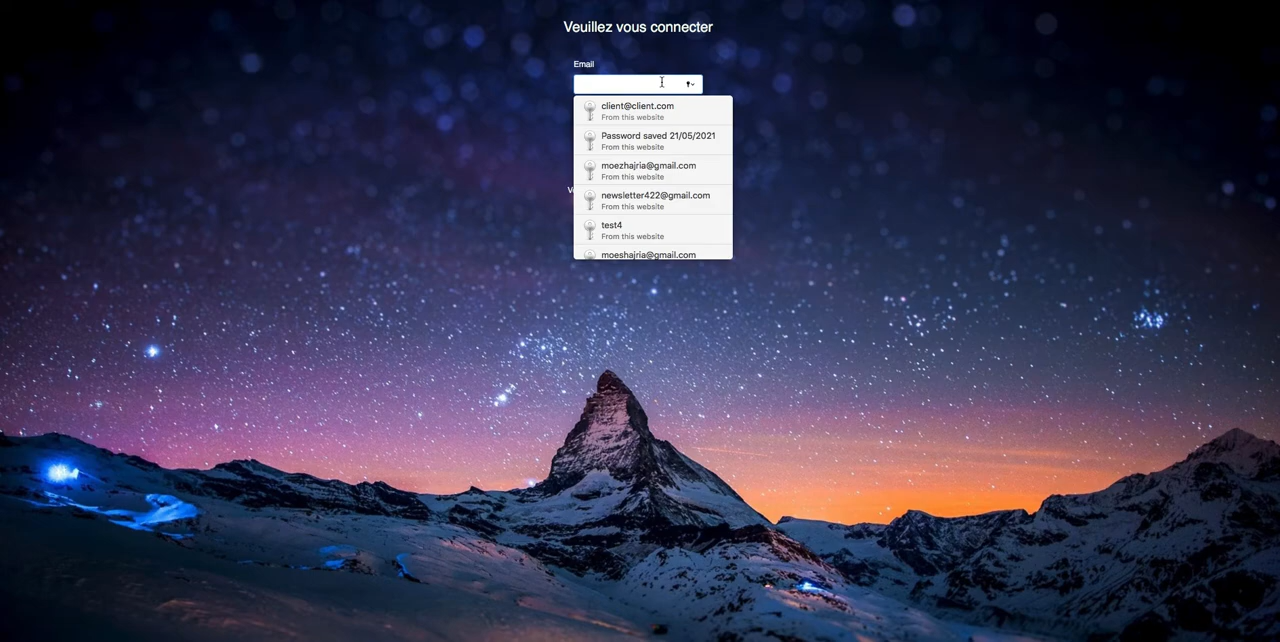 Veuillez vous connecter
Email
client@client.com
From this website
Password saved 21/05/2021
From this website
moezhajria@gmail.com
From this website
newsletter422@gmail.com
From this website
test4
From this website
moeshajria@gmail.com